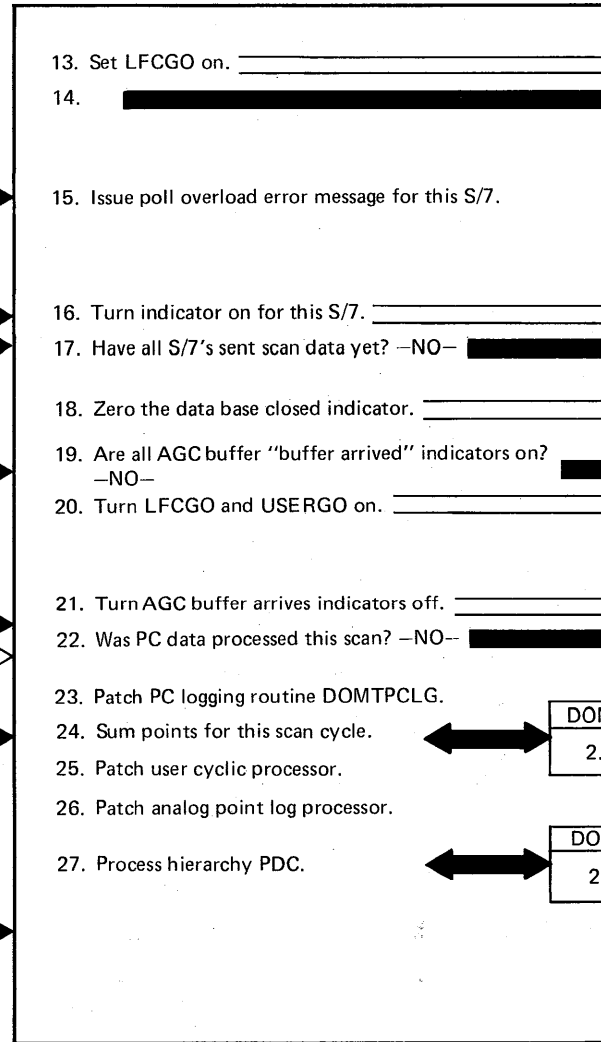 13. Set LFCGO on.
14.
15. Issue poll overload error message for this S/7.
16. Turn indicator on for this S/7.
17. Have all S/7's sent scan data yet? —NO—
18. Zero the data base closed indicator.
19. Are all AGC buffer “buffer arrived” indicators on?
—NO—
20. Turn LFCGO and USERGO on.
21. Turn AGC buffer arrives indicators off.
22. Was PC data processed this scan? —NO--
23. Patch PC logging routine DOMTPCLG.
24. Sum points for this scan cycle.
25. Patch user cyclic processor.
26. Patch analog point log processor.
27. Process hierarchy PDC.
2.
DO
2